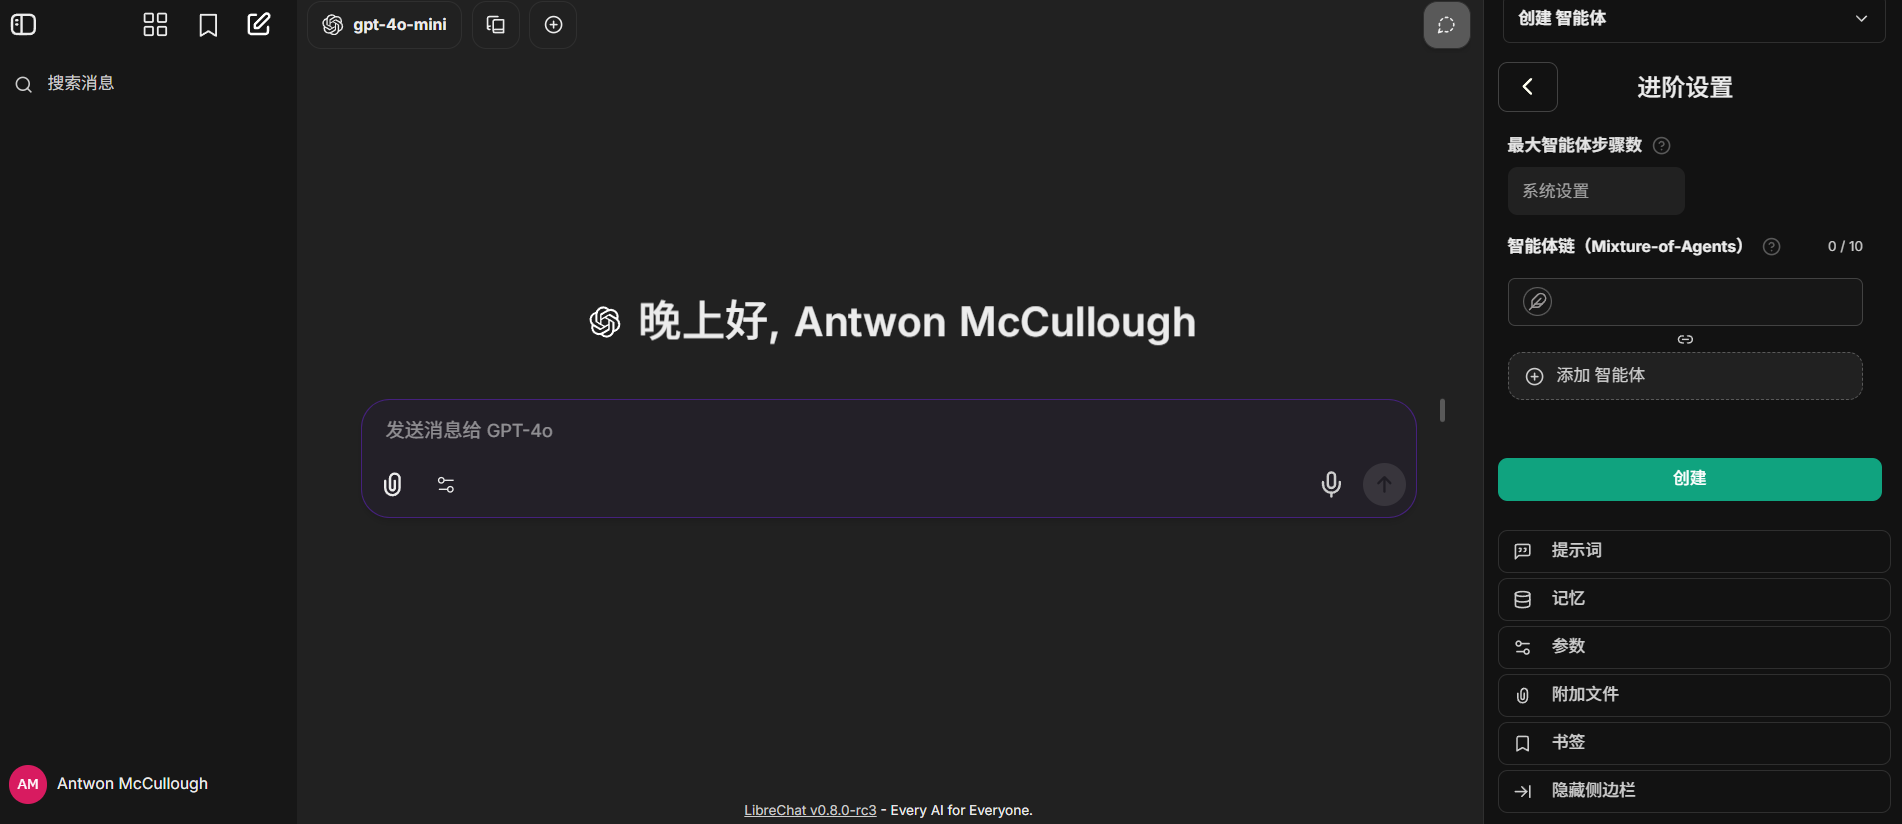 搜索消息
Antwon McCullough
AM
gpt-4o-mini
晚上好, Antwon McCullough
发送消息给 GPT-4o
LibreChat v0.8.0-rc3 - Every AI for Everyone.
创建 智能体
进阶设置
最大智能体步骤数
系统设置
智能体链（Mixture-of-Agents） 0 / 10
添加 智能体
创建
提示词
记忆
参数
附加文件
书签
隐藏侧边栏